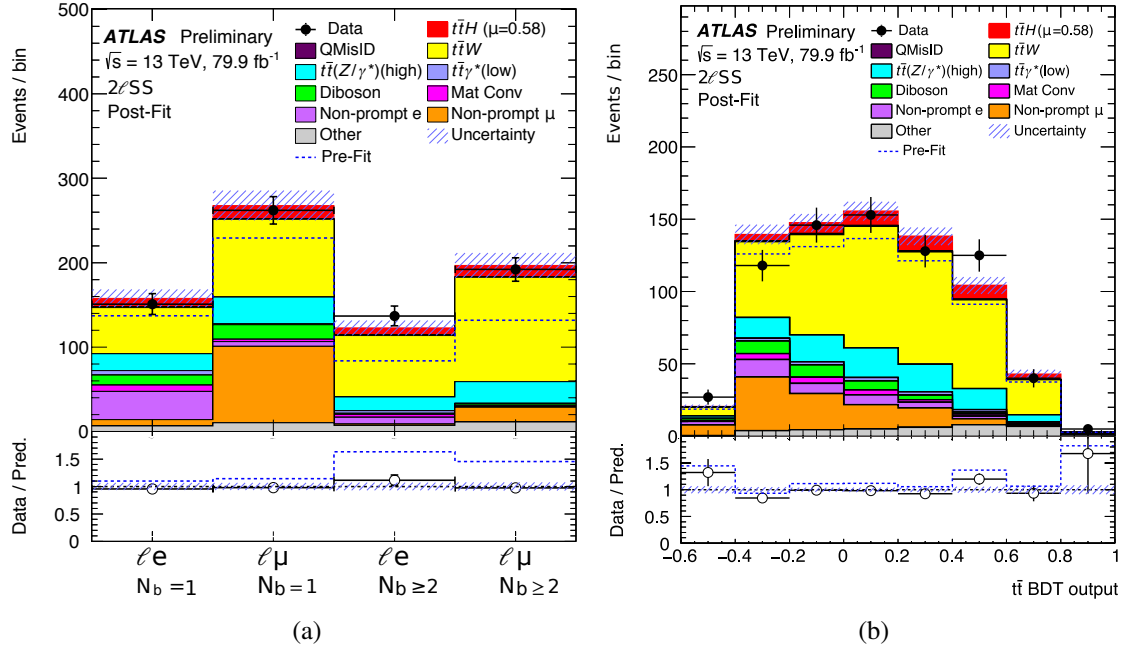 Events / bin
500
400
300
200
100
0
ATLAS Preliminary
√s = 13 TeV, 79.9 fb⁻¹
2ℓSS
Post-Fit
Data
tt̄H (μ=0.58)
QMisID
tt̄W
tt̄(Z/γ*)(high)
tt̄γ*(low)
Diboson
Mat Conv
Non-prompt e
Non-prompt μ
Other
Uncertainty
Pre-Fit
Data / Pred.
1.5
1
0.5
0
ℓe ℓμ ℓe ℓμ
N_b =1 N_b=1 N_b≥2 N_b≥2
(a)
Events / bin
250
200
150
100
50
0
ATLAS Preliminary
√s = 13 TeV, 79.9 fb⁻¹
2ℓSS
Post-Fit
Data
tt̄H (μ=0.58)
QMisID
tt̄W
tt̄(Z/γ*)(high)
tt̄γ*(low)
Diboson
Mat Conv
Non-prompt e
Non-prompt μ
Other
Uncertainty
Pre-Fit
Data / Pred.
1.5
1
0.5
0
−0.6 −0.4 −0.2 0 0.2 0.4 0.6 0.8 1
tt̄ BDT output
(b)